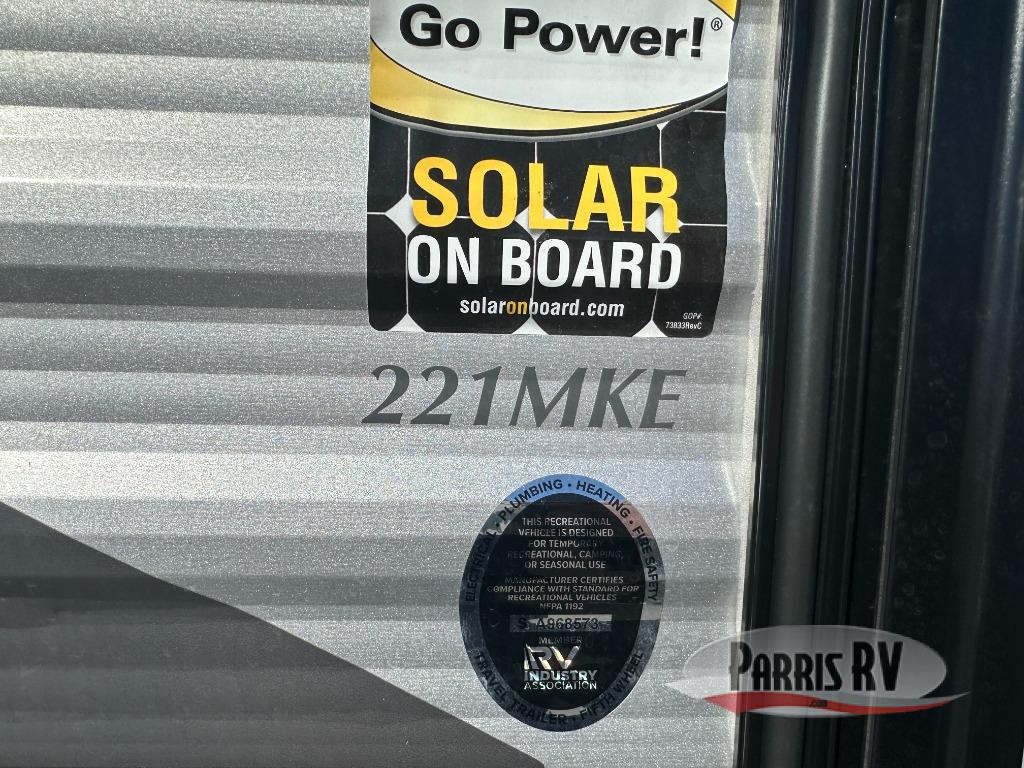 Go Power!®
SOLAR
ON BOARD
solaronboard.com
GOP#:
73833RevC
221MKE
ELECTRICAL • PLUMBING • HEATING • FIRE SAFETY
THIS RECREATIONAL
VEHICLE IS DESIGNED
FOR TEMPORARY
RECREATIONAL, CAMPING,
OR SEASONAL USE
MANUFACTURER CERTIFIES
COMPLIANCE WITH STANDARD FOR
RECREATIONAL VEHICLES
NFPA 1192
S A968573
MEMBER
RV
INDUSTRY
ASSOCIATION
TRAVEL TRAILER • FIFTH WHEEL
PARRIS RV
.com